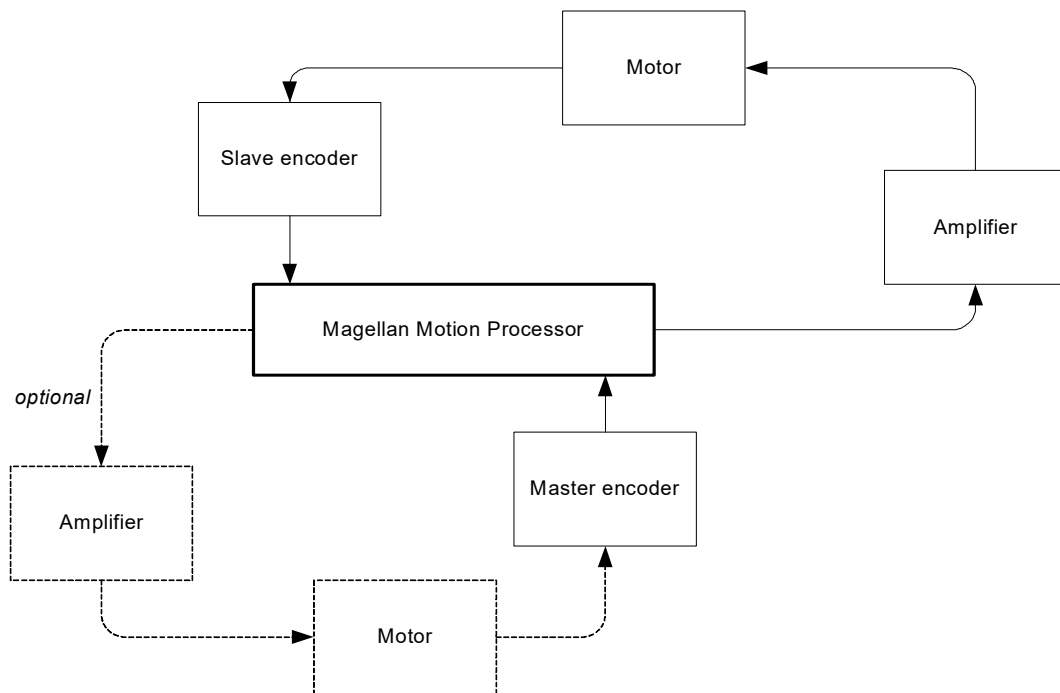 Motor
Slave encoder
Amplifier
Magellan Motion Processor
optional
Master encoder
Amplifier
Motor